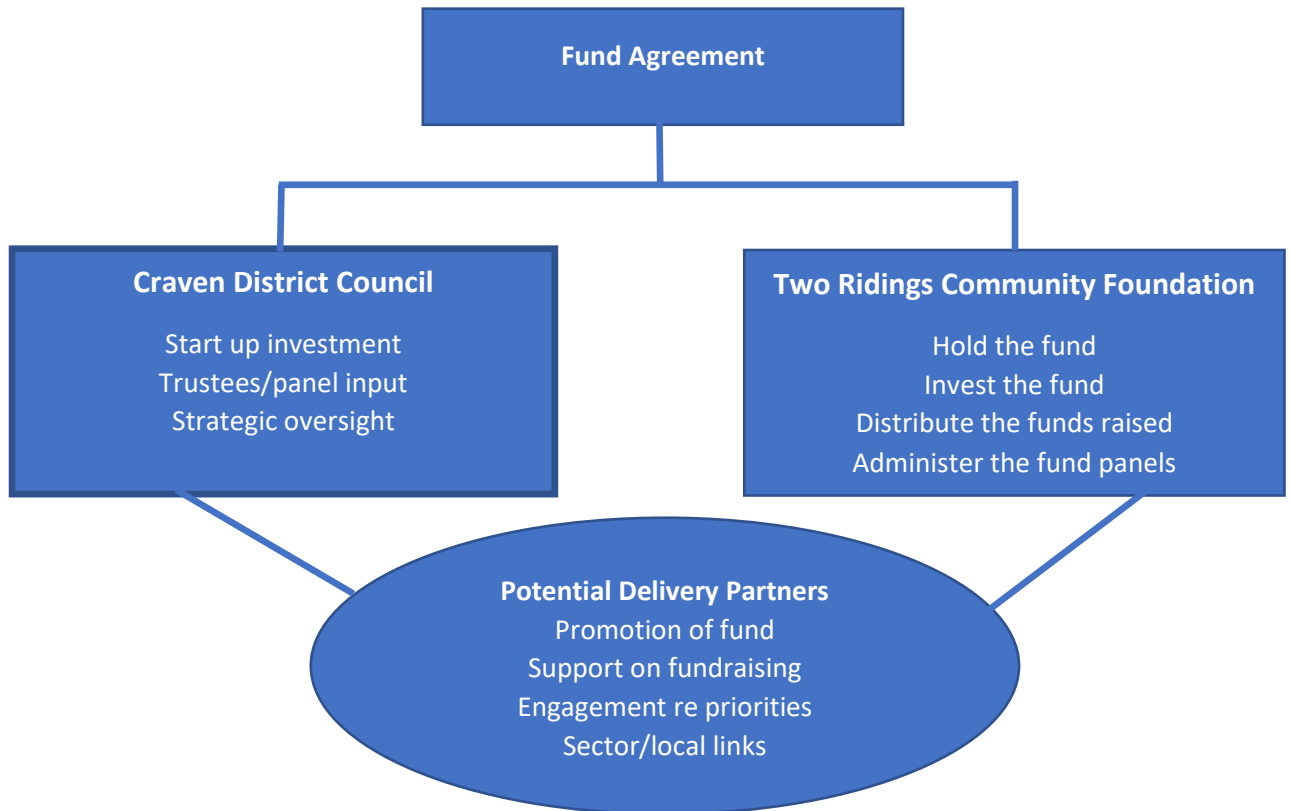 Fund Agreement
Craven District Council
Start up investment
Trustees/panel input
Strategic oversight
Two Ridings Community Foundation
Hold the fund
Invest the fund
Distribute the funds raised
Administer the fund panels
Potential Delivery Partners
Promotion of fund
Support on fundraising
Engagement re priorities
Sector/local links